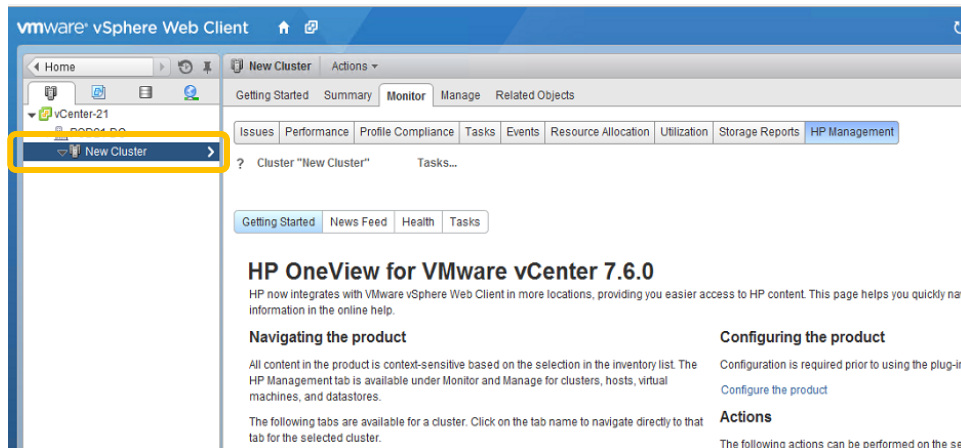 vmware® vSphere Web Client
Home
New Cluster Actions
Getting Started Summary Monitor Manage Related Objects
vCenter-21
New Cluster
Issues Performance Profile Compliance Tasks Events Resource Allocation Utilization Storage Reports HP Management
? Cluster "New Cluster" Tasks...
Getting Started News Feed Health Tasks
HP OneView for VMware vCenter 7.6.0
HP now integrates with VMware vSphere Web Client in more locations, providing you easier access to HP content. This page helps you quickly
information in the online help.
Navigating the product
All content in the product is context-sensitive based on the selection in the inventory list. The
HP Management tab is available under Monitor and Manage for clusters, hosts, virtual
machines, and datastores.
The following tabs are available for a cluster. Click on the tab name to navigate directly to that
tab for the selected cluster.
Configuring the product
Configuration is required prior to using the
Configure the product
Actions
The following actions can be performed on the